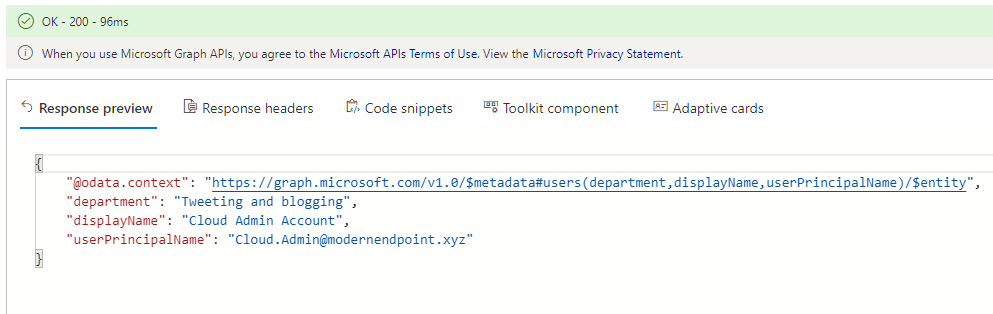 OK - 200 - 96ms
When you use Microsoft Graph APIs, you agree to the Microsoft APIs Terms of Use. View the Microsoft Privacy Statement.
Response preview Response headers Code snippets Toolkit component Adaptive cards
{
"@odata.context": "https://graph.microsoft.com/v1.0/$metadata#users(department,displayName,userPrincipalName)/$entity",
"department": "Tweeting and blogging",
"displayName": "Cloud Admin Account",
"userPrincipalName": "Cloud.Admin@modernendpoint.xyz"
}